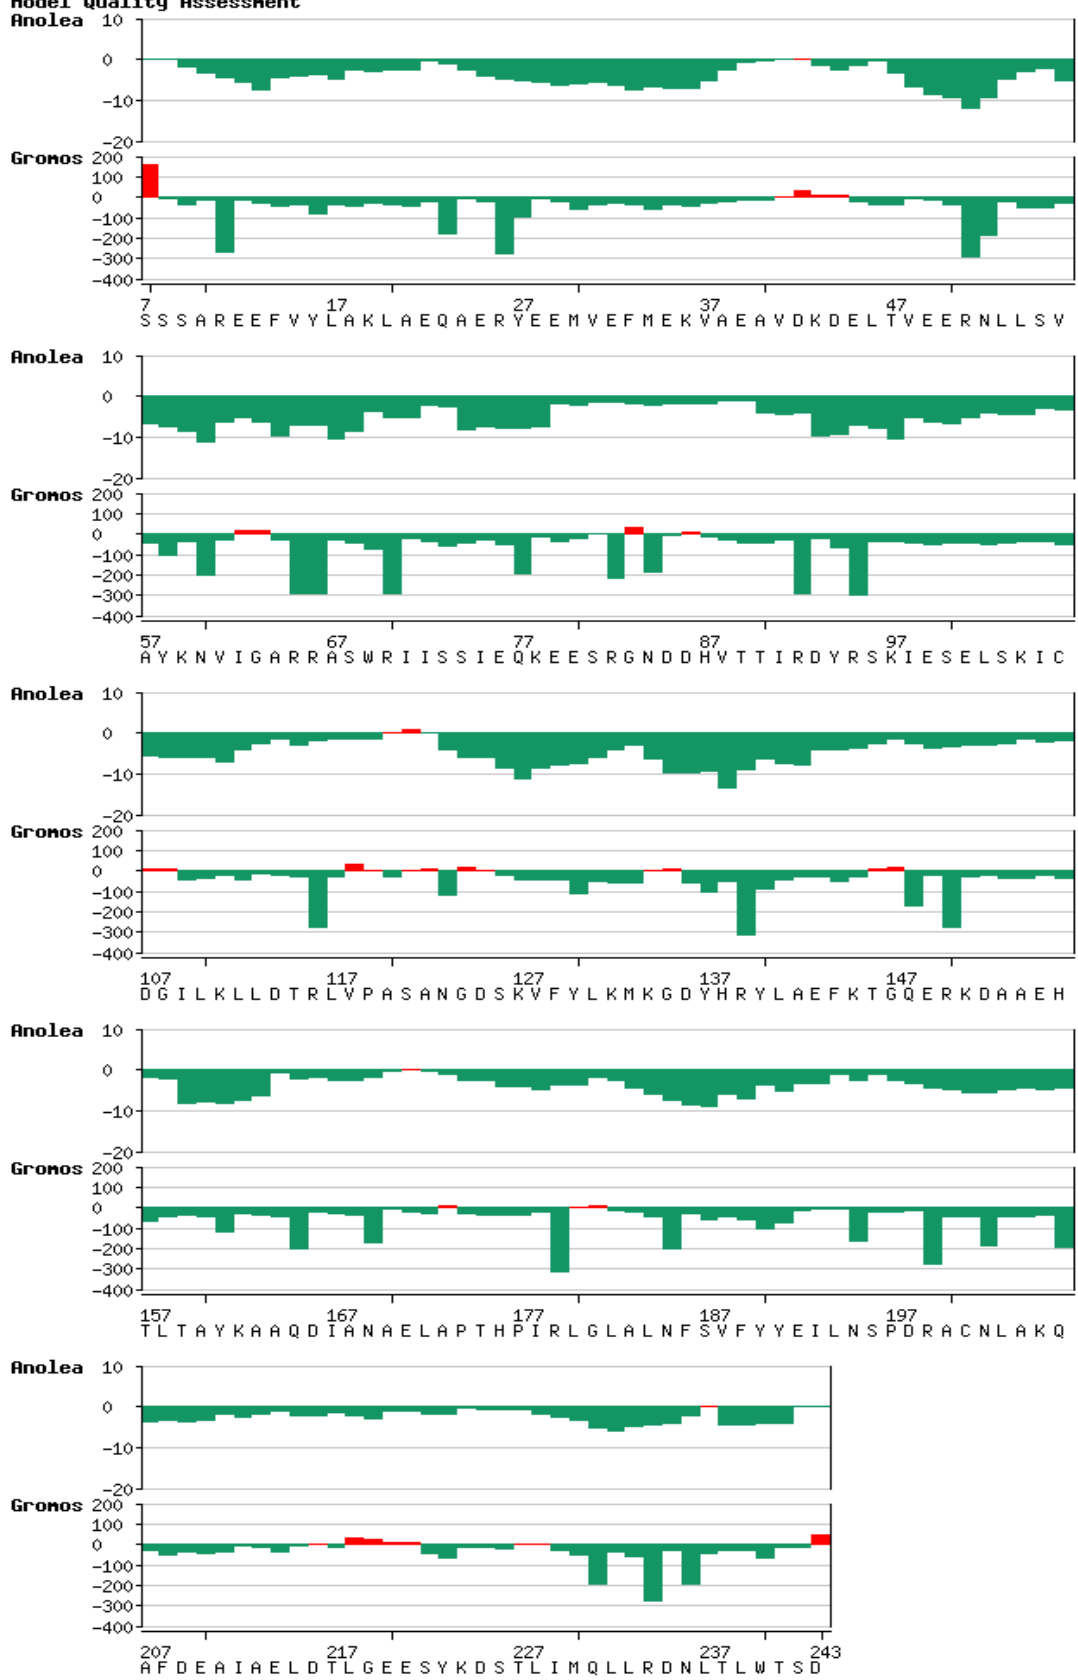 Model Quality Assessment
Anolea 10
0
-10
-20
Gromos 200
100
0
-100
-200
-300
-400
7 17 27 37 47
S S S A R E E F V Y L A K L A E Q A E R Y E E M V E F M E K V A E A V D K D E L T V E E R N L L S V
Anolea 10
0
-10
-20
Gromos 200
100
0
-100
-200
-300
-400
57 67 77 87 97
A Y K N V I G A R R A S W R I I S S I E Q K E E S R G N D D H V T T I R D Y R S K I E S E L S K I C
Anolea 10
0
-10
-20
Gromos 200
100
0
-100
-200
-300
-400
107 117 127 137 147
D G I L K L L D T R L V P A S A N G D S K V F Y L K M K G D Y H R Y L A E F K T G Q E R K D A A E H
Anolea 10
0
-10
-20
Gromos 200
100
0
-100
-200
-300
-400
157 167 177 187 197
T L T A Y K A A Q D I A N A E L A P T H P I R L G L A L N F S V F Y Y E I L N S P D R A C N L A K Q
Anolea 10
0
-10
-20
Gromos 200
100
0
-100
-200
-300
-400
207 217 227 237 243
A F D E A I A E L D T L G E E S Y K D S T L I M Q L L R D N L T L W T S D